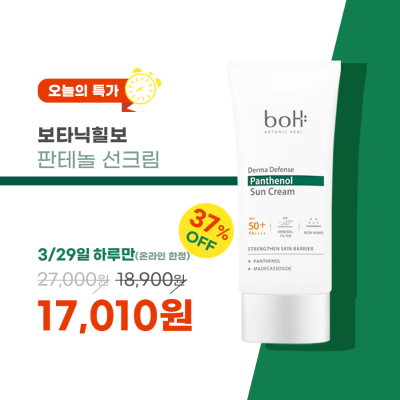 오늘의 특가
보타닉힐보
판테놀 선크림
37%
OFF
3/29일 하루만(온라인 한정)
27,000원 18,900원
17,010원
boH
BOTANIC HEAL
Derma Defense
Panthenol
Sun Cream
SPF
50+
PA++++
UV
MINERAL
FILTER
NON-NANO
STRENGTHEN SKIN BARRIER
PANTHENOL
MADECASSOSIDE